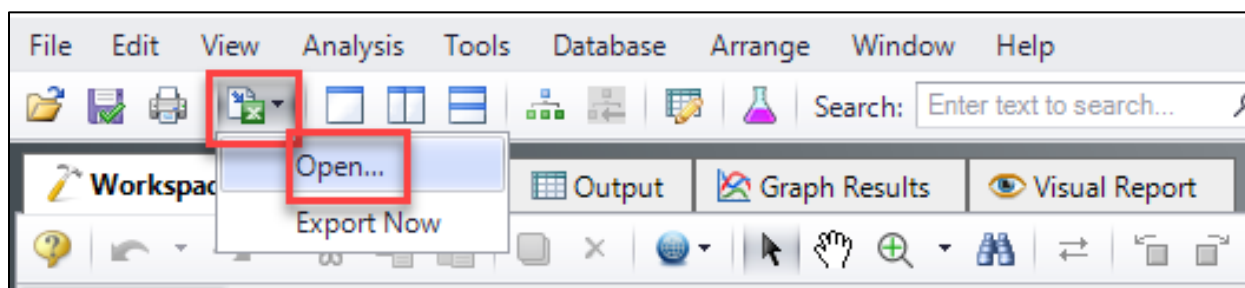 File Edit View Analysis Tools Database Arrange Window Help
Search: Enter text to search...
Open...
Workspac Output Graph Results Visual Report
Export Now